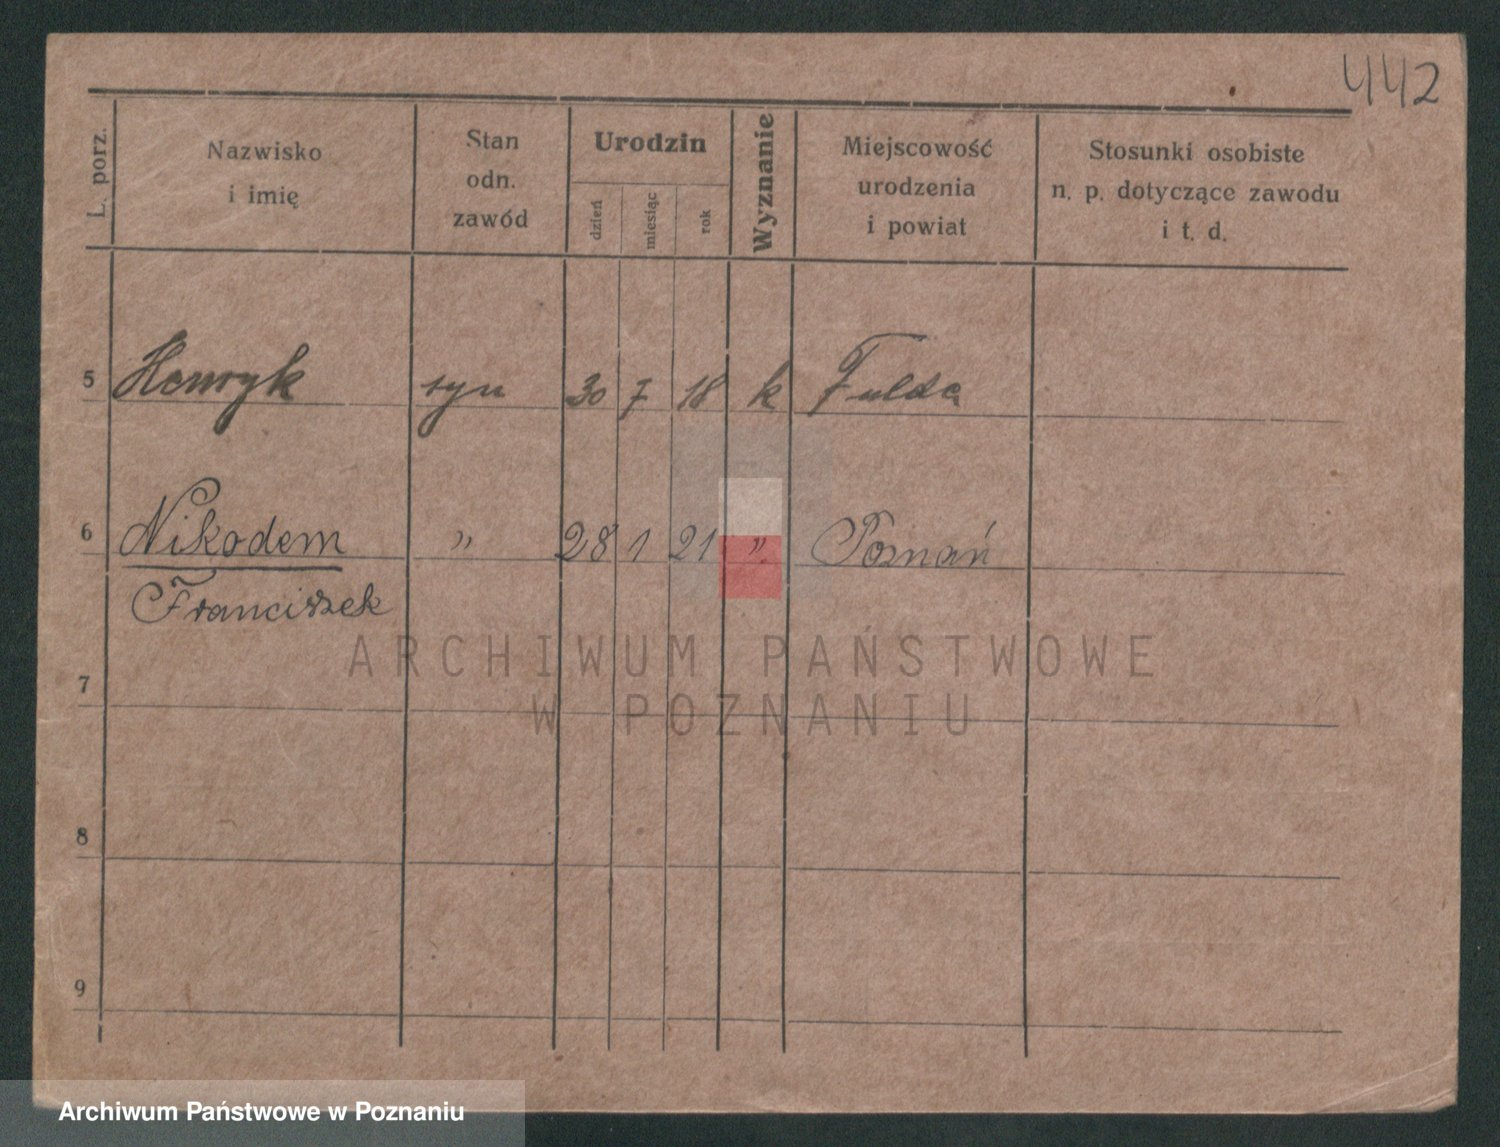 442
L. porz.
Nazwisko
i imię
Stan
odn.
zawód
Urodzin
dzień
miesiąc
rok
Wyznanie
Miejscowość
urodzenia
i powiat
Stosunki osobiste
n. p. dotyczące zawodu
i t. d.
5 Henryk syn 30 7 18 k Fulda
6 Nikodem " 28 1 21 " Poznań
Franciszek
7
8
9
ARCHIWUM PAŃSTWOWE
W POZNANIU
Archiwum Państwowe w Poznaniu